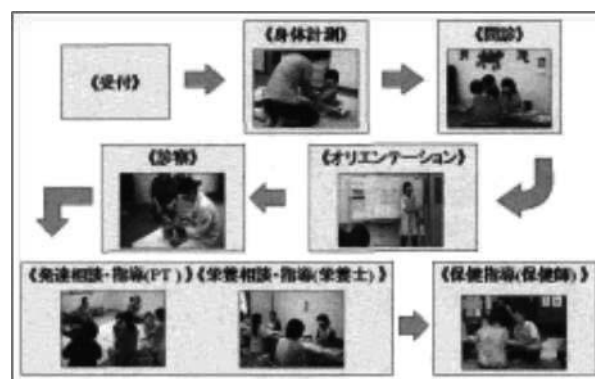 《受付》
《身体計測》
《問診》
《オリエンテーション》
《診察》
《発達相談・指導(PT)》《栄養相談・指導(栄養士)》
《保健指導(保健師)》